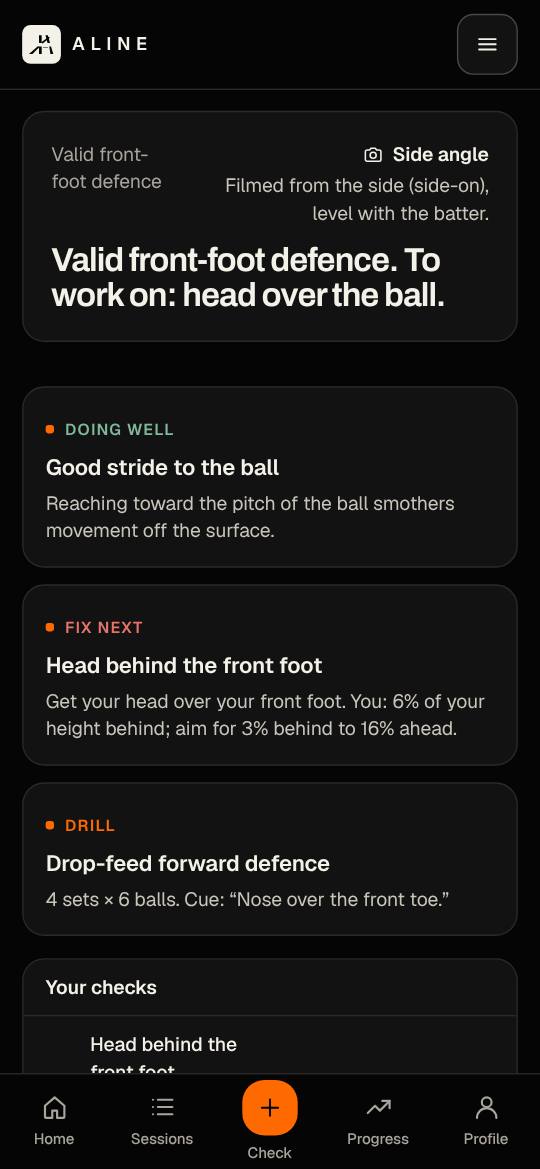 ALINE
Valid front-
foot defence
Side angle
Filmed from the side (side-on),
level with the batter.
Valid front-foot defence. To
work on: head over the ball.
DOING WELL
Good stride to the ball
Reaching toward the pitch of the ball smothers
movement off the surface.
FIX NEXT
Head behind the front foot
Get your head over your front foot. You: 6% of your
height behind; aim for 3% behind to 16% ahead.
DRILL
Drop-feed forward defence
4 sets × 6 balls. Cue: “Nose over the front toe.”
Your checks
Head behind the
front foot
Home
Sessions
Check
Progress
Profile